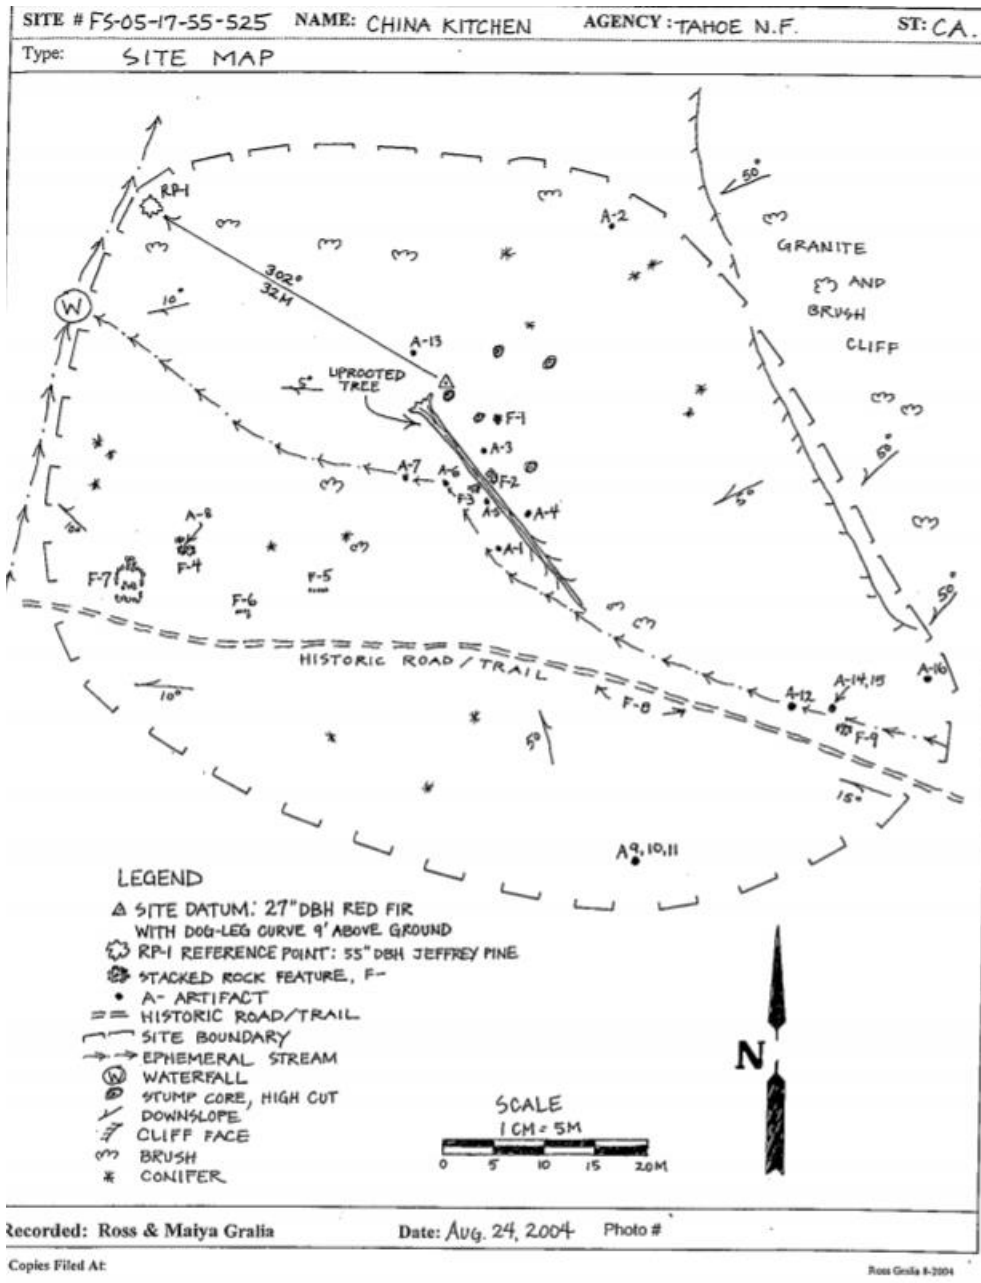 SITE # FS-05-17-55-525 NAME: CHINA KITCHEN AGENCY: TAHOE N.F. ST: CA.
Type: SITE MAP
50°
RP-1
A-2
GRANITE
AND
BRUSH
CLIFF
302°
32M
W
10°
A-13
UPROOTED
TREE
5°
F-1
A-3
50°
A-7
A-6
F-2
F-3
A-5
A-4
5°
10°
A-8
A-1
F-4
F-7
F-5
F-6
50°
HISTORIC ROAD/TRAIL
A-16
A-14,15
A-12
10°
F-8
F-9
5°
15°
A9,10,11
LEGEND
SITE DATUM: 27" DBH RED FIR
WITH DOG-LEG CURVE 9' ABOVE GROUND
RP-1 REFERENCE POINT: 55" DBH JEFFREY PINE
STACKED ROCK FEATURE, F-
A- ARTIFACT
HISTORIC ROAD/TRAIL
SITE BOUNDARY
EPHEMERAL STREAM
W WATERFALL
STUMP CORE, HIGH CUT
DOWNSLOPE
CLIFF FACE
BRUSH
CONIFER
N
SCALE
1 CM = 5M
0 5 10 15 20M
Recorded: Ross & Maiya Gralia Date: AUG. 24, 2004 Photo #
Copies Filed At: Ross Gralia 8-2004